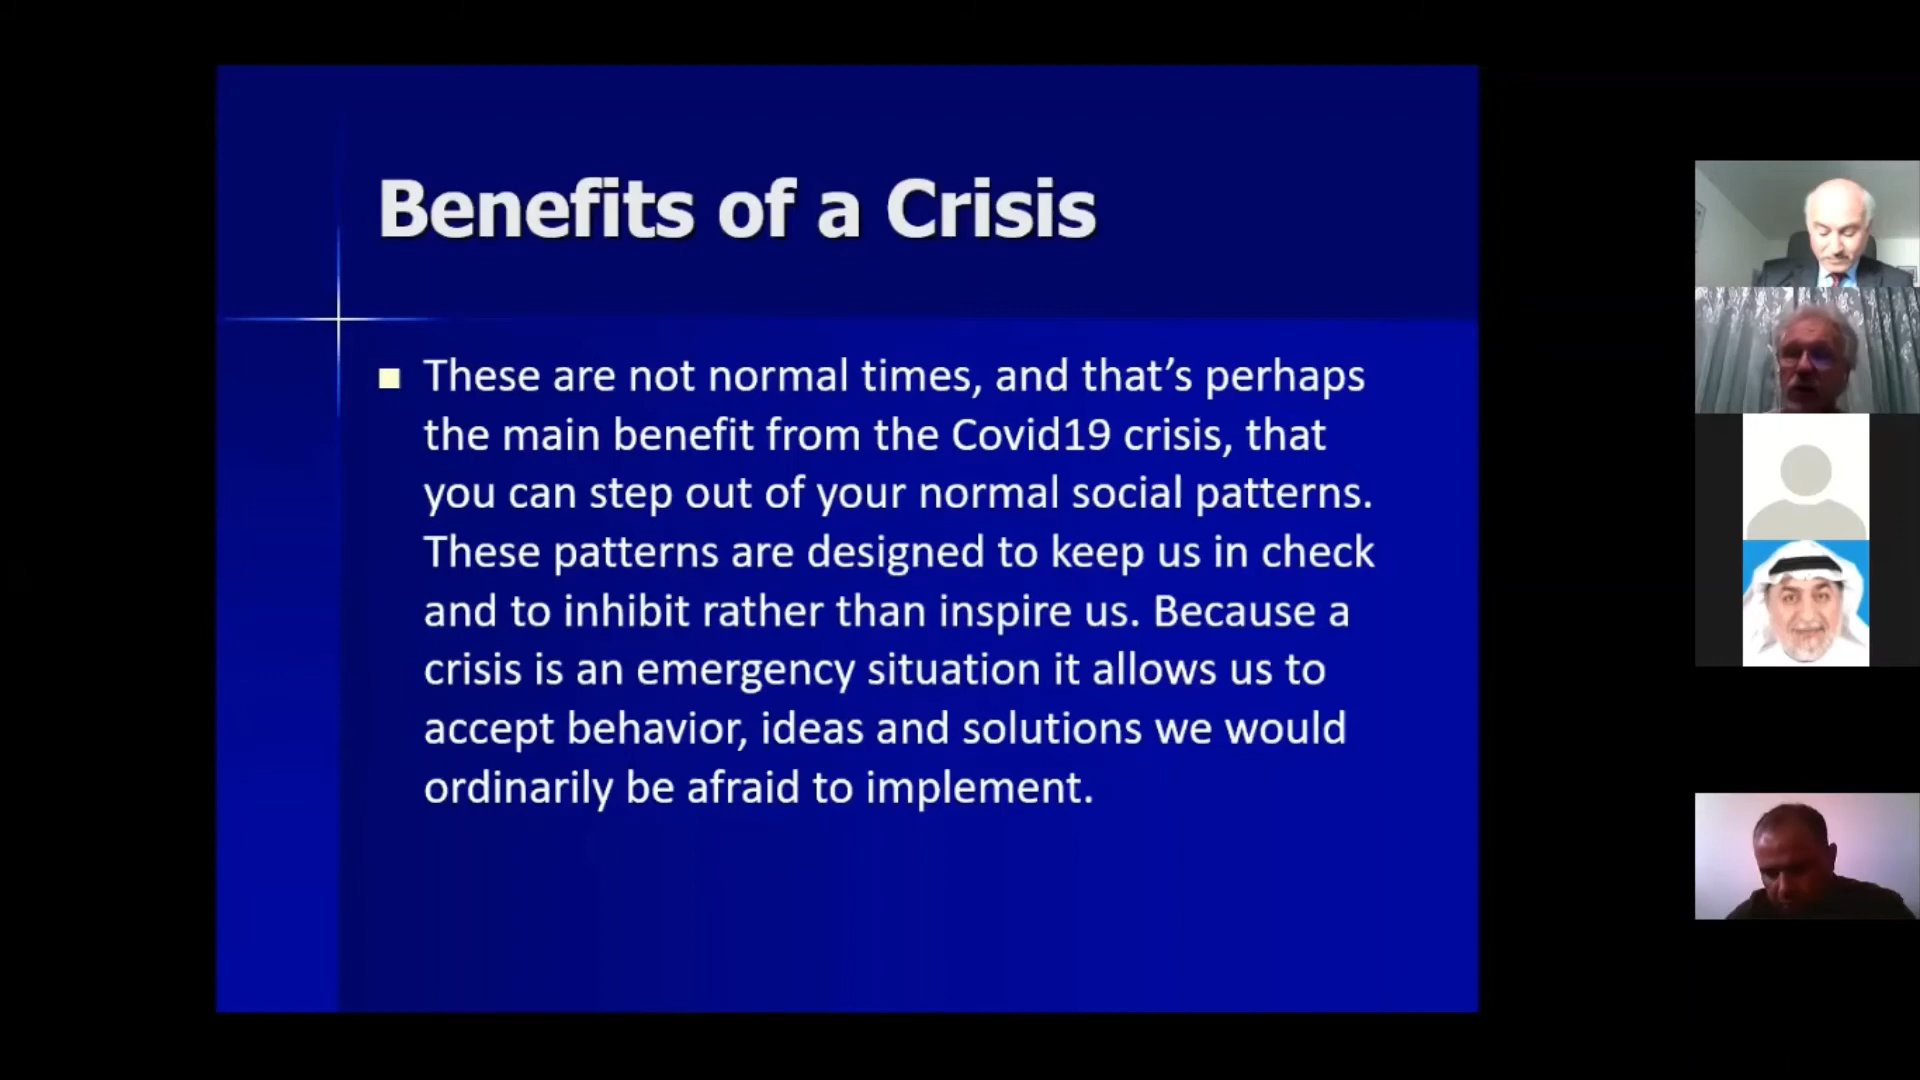 Benefits of a Crisis
These are not normal times, and that’s perhaps
the main benefit from the Covid19 crisis, that
you can step out of your normal social patterns.
These patterns are designed to keep us in check
and to inhibit rather than inspire us. Because a
crisis is an emergency situation it allows us to
accept behavior, ideas and solutions we would
ordinarily be afraid to implement.